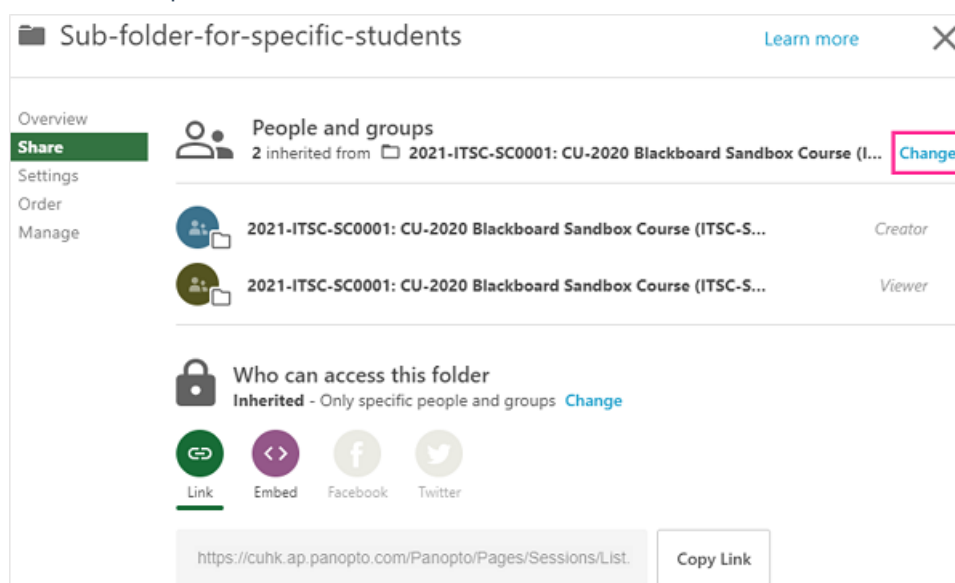 Sub-folder-for-specific-students Learn more
Overview
Share
Settings
Order
Manage
People and groups
2 inherited from 2021-ITSC-SC0001: CU-2020 Blackboard Sandbox Course (I... Change
2021-ITSC-SC0001: CU-2020 Blackboard Sandbox Course (ITSC-S... Creator
2021-ITSC-SC0001: CU-2020 Blackboard Sandbox Course (ITSC-S... Viewer
Who can access this folder
Inherited - Only specific people and groups Change
Link Embed Facebook Twitter
https://cuhk.ap.panopto.com/Panopto/Pages/Sessions/List. Copy Link